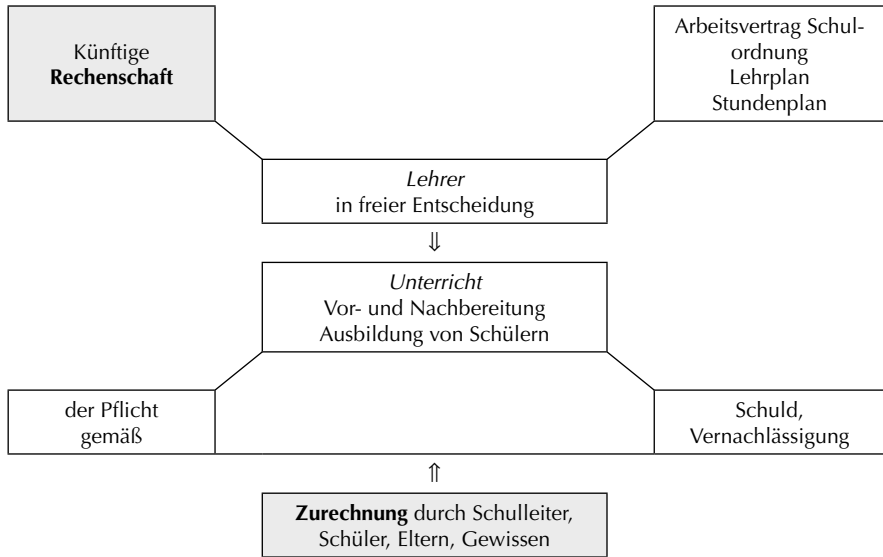 Künftige
Rechenschaft
Arbeitsvertrag Schul-
ordnung
Lehrplan
Stundenplan
Lehrer
in freier Entscheidung
⇓
Unterricht
Vor- und Nachbereitung
Ausbildung von Schülern
der Pflicht
gemäß
Schuld,
Vernachlässigung
⇑
Zurechnung durch Schulleiter,
Schüler, Eltern, Gewissen